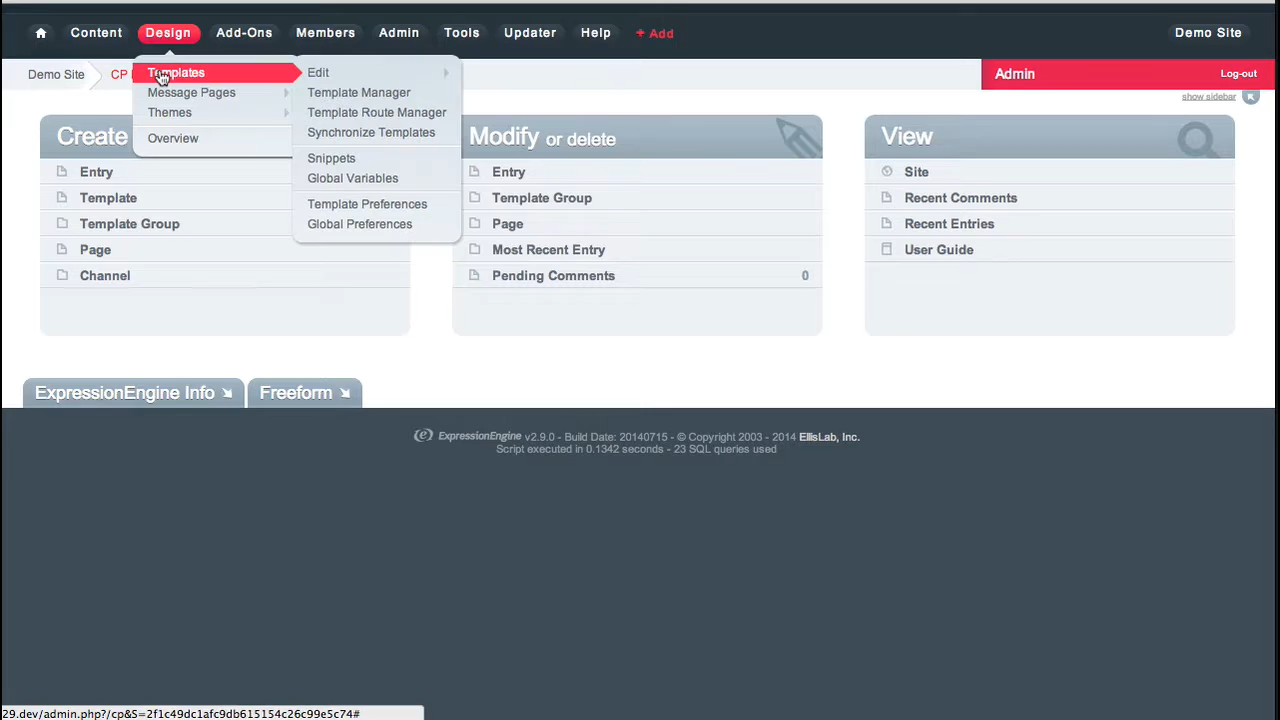 Content Design Add-Ons Members Admin Tools Updater Help + Add Demo Site
Demo Site CP
Admin Log-out
show sidebar
Templates
Message Pages
Themes
Overview
Edit
Template Manager
Template Route Manager
Synchronize Templates
Snippets
Global Variables
Template Preferences
Global Preferences
Create
Entry
Template
Template Group
Page
Channel
Modify or delete
Entry
Template Group
Page
Most Recent Entry
Pending Comments 0
View
Site
Recent Comments
Recent Entries
User Guide
ExpressionEngine Info Freeform
ExpressionEngine v2.9.0 - Build Date: 20140715 - © Copyright 2003 - 2014 EllisLab, Inc.
Script executed in 0.1342 seconds - 23 SQL queries used
29.dev/admin.php?/cp&S=2f1c49dc1afc9db615154c26c99e5c74#